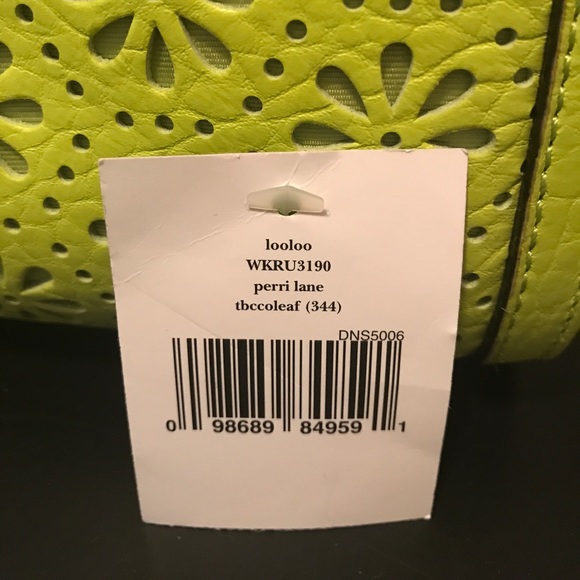 looloo
WKRU3190
perri lane
tbccoleaf (344)
DNS5006
0 98689 84959 1